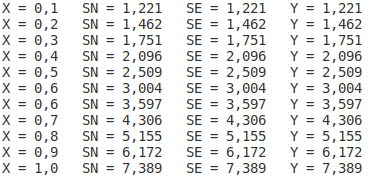 X = 0,1 SN = 1,221 SE = 1,221 Y = 1,221
X = 0,2 SN = 1,462 SE = 1,462 Y = 1,462
X = 0,3 SN = 1,751 SE = 1,751 Y = 1,751
X = 0,4 SN = 2,096 SE = 2,096 Y = 2,096
X = 0,5 SN = 2,509 SE = 2,509 Y = 2,509
X = 0,6 SN = 3,004 SE = 3,004 Y = 3,004
X = 0,6 SN = 3,597 SE = 3,597 Y = 3,597
X = 0,7 SN = 4,306 SE = 4,306 Y = 4,306
X = 0,8 SN = 5,155 SE = 5,155 Y = 5,155
X = 0,9 SN = 6,172 SE = 6,172 Y = 6,172
X = 1,0 SN = 7,389 SE = 7,389 Y = 7,389